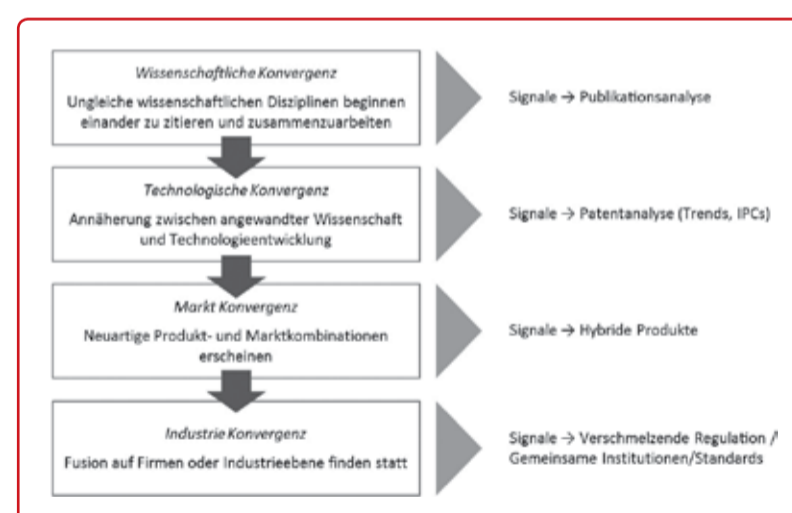 Wissenschaftliche Konvergenz
Ungleiche wissenschaftlichen Disziplinen beginnen
einander zu zitieren und zusammenzuarbeiten
Signale → Publikationsanalyse
Technologische Konvergenz
Annäherung zwischen angewandter Wissenschaft
und Technologieentwicklung
Signale → Patentanalyse (Trends, IPCs)
Markt Konvergenz
Neuartige Produkt- und Marktkombinationen
erscheinen
Signale → Hybride Produkte
Industrie Konvergenz
Fusion auf Firmen oder Industrieebene finden statt
Signale → Verschmelzende Regulation /
Gemeinsame Institutionen/Standards